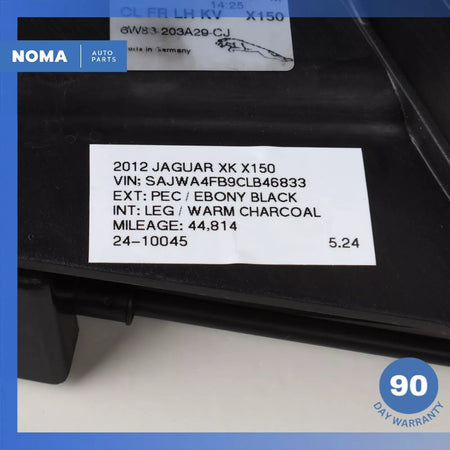 14:25
CL FR LH KV X150
6W83 203A29 CJ
Made in Germany
NOMA
AUTO
PARTS
2012 JAGUAR XK X150
VIN: SAJWA4FB9CLB46833
EXT: PEC / EBONY BLACK
INT: LEG / WARM CHARCOAL
MILEAGE: 44,814
24-10045 5.24
90
DAY WARRANTY